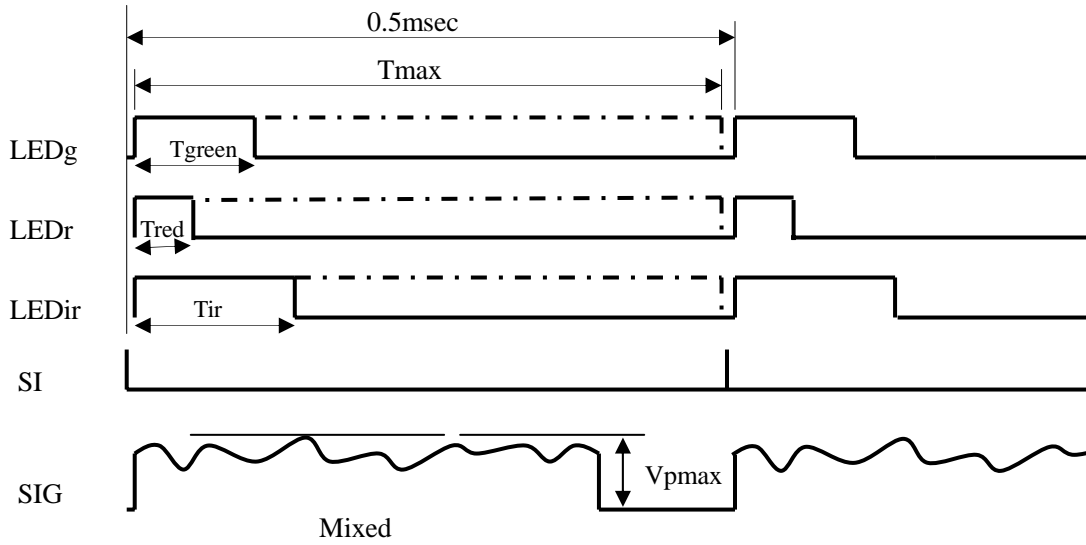 0.5msec
Tmax
LEDg
Tgreen
LEDr
Tred
LEDir
Tir
SI
SIG
Vpmax
Mixed